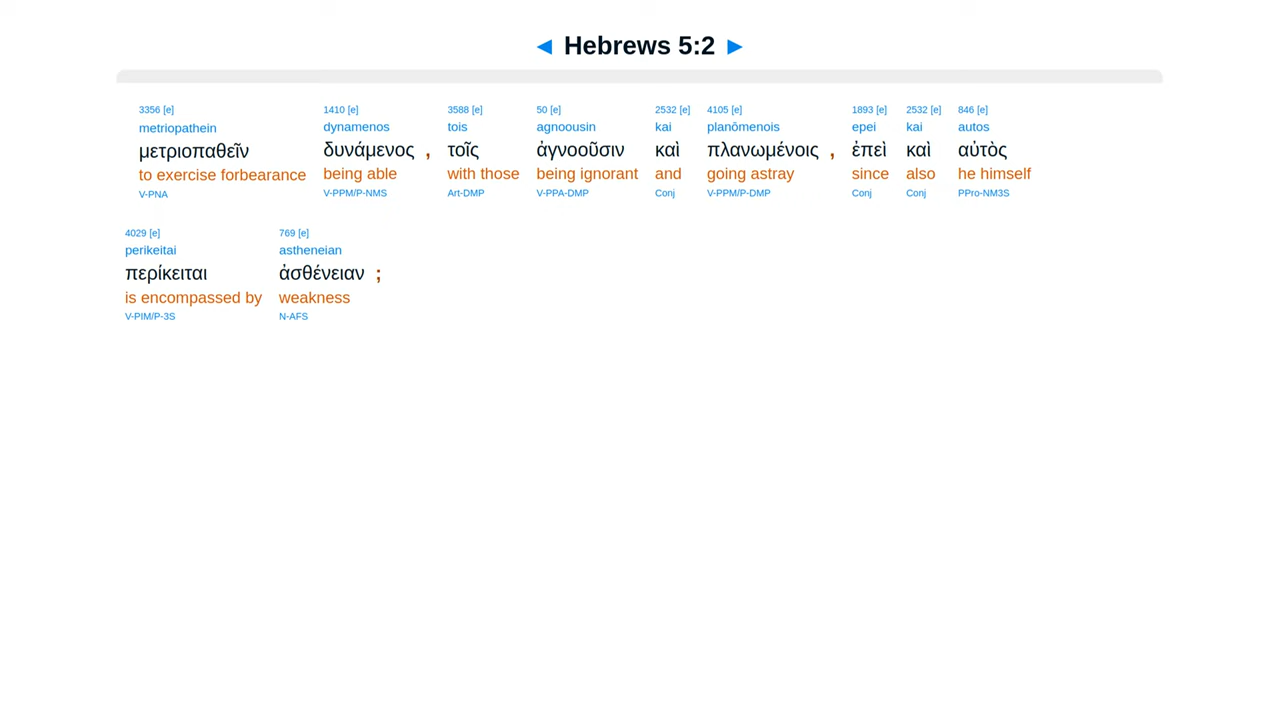 ◄ Hebrews 5:2 ►
3356 [e] 1410 [e] 3588 [e] 50 [e] 2532 [e] 4105 [e] 1893 [e] 2532 [e] 846 [e]
metriopathein dynamenos tois agnoousin kai planōmenois epei kai autos
μετριοπαθεῖν δυνάμενος , τοῖς ἀγνοοῦσιν καὶ πλανωμένοις , ἐπεὶ καὶ αὐτὸς
to exercise forbearance being able with those being ignorant and going astray since also he himself
V-PNA V-PPM/P-NMS Art-DMP V-PPA-DMP Conj V-PPM/P-DMP Conj Conj PPro-NM3S
4029 [e] 769 [e]
perikeitai astheneian
περίκειται ἀσθένειαν ;
is encompassed by weakness
V-PIM/P-3S N-AFS